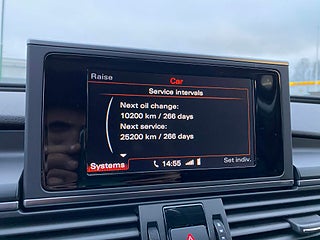 Raise
Car
Service intervals
Next oil change:
10200 km / 266 days
Next service:
25200 km / 266 days
Systems
14:55
Set indiv.